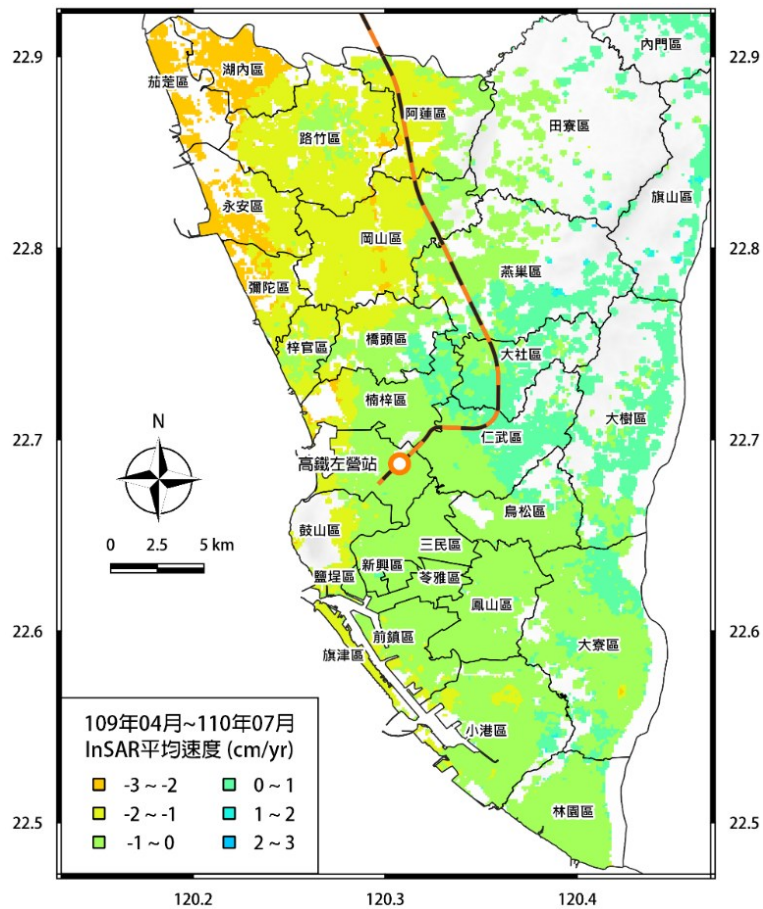 22.9
22.8
22.7
22.6
22.5
22.9
22.8
22.7
22.6
22.5
120.2
120.3
120.4
內門區
湖內區
茄萣區
阿蓮區
田寮區
路竹區
旗山區
永安區
岡山區
燕巢區
彌陀區
梓官區
橋頭區
大社區
楠梓區
大樹區
仁武區
N
高鐵左營站
鳥松區
鼓山區
三民區
0 2.5 5 km
新興區
鹽埕區
苓雅區
鳳山區
前鎮區
大寮區
旗津區
小港區
林園區
109年04月~110年07月
InSAR平均速度 (cm/yr)
-3 ~ -2
0 ~ 1
-2 ~ -1
1 ~ 2
-1 ~ 0
2 ~ 3